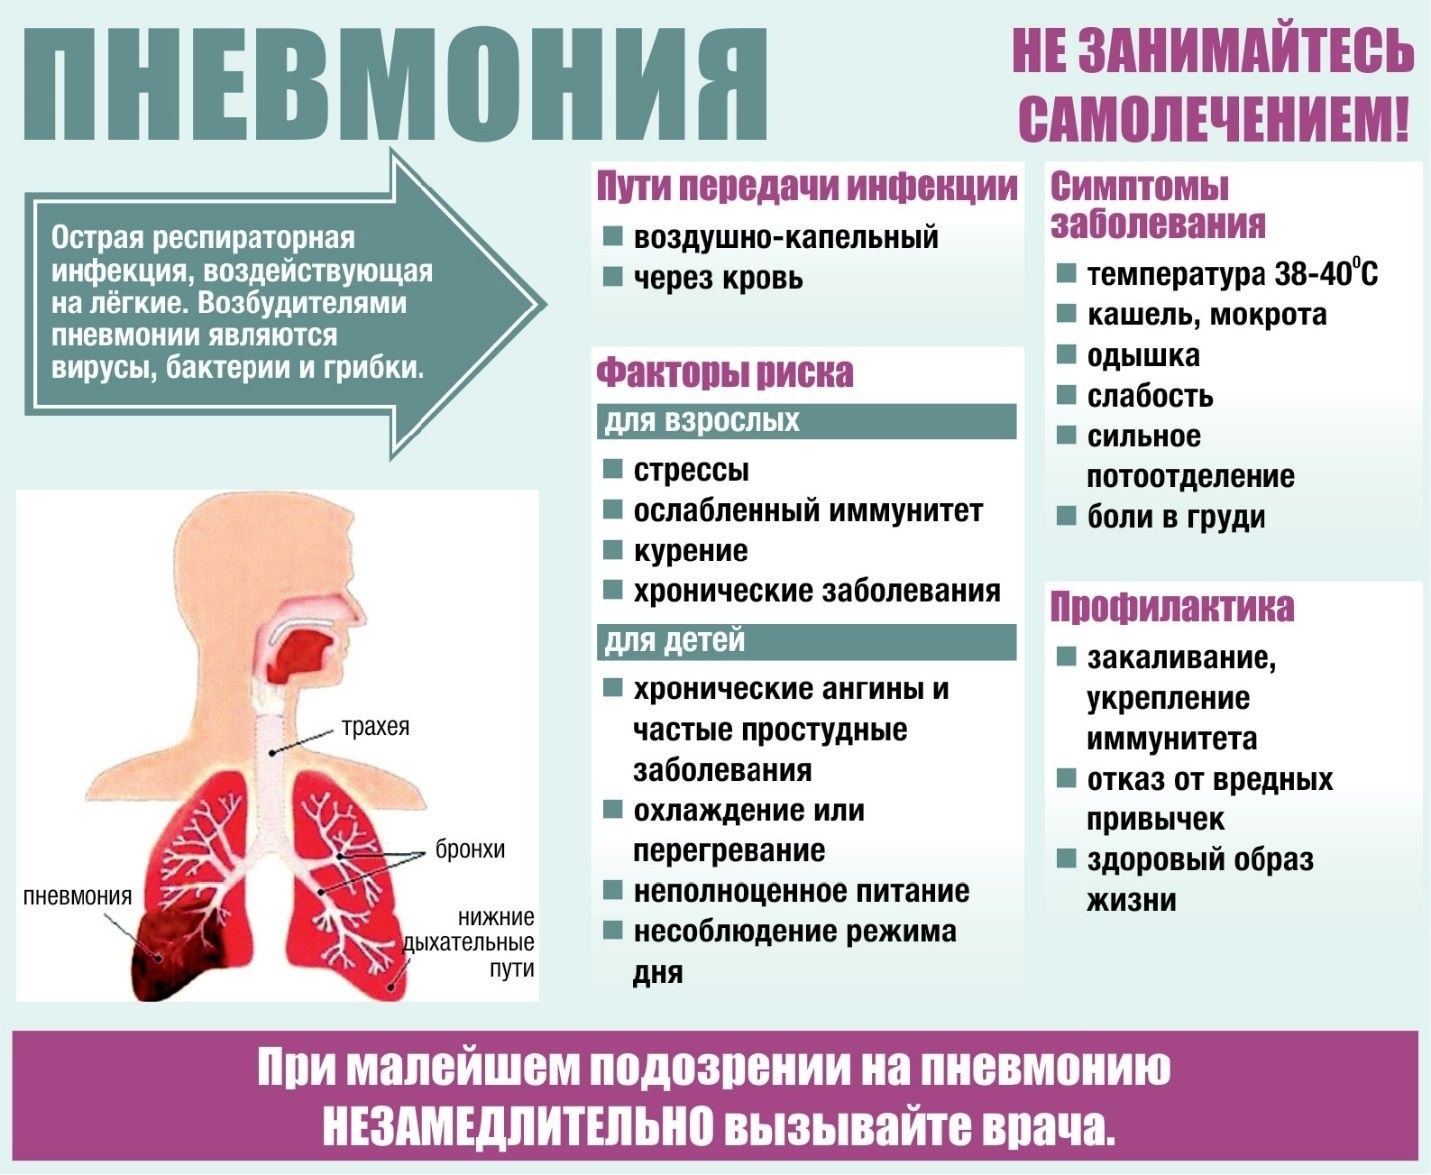 ПНЕВМОНИЯ
НЕ ЗАНИМАЙТЕСЬ
САМОЛЕЧЕНИЕМ!
Острая респираторная
инфекция, воздействующая
на лёгкие. Возбудителями
пневмонии являются
вирусы, бактерии и грибки.
трахея
бронхи
пневмония
нижние
дыхательные
пути
Пути передачи инфекции
воздушно-капельный
через кровь
Факторы риска
для взрослых
стрессы
ослабленный иммунитет
курение
хронические заболевания
для детей
хронические ангины и
частые простудные
заболевания
охлаждение или
перегревание
неполноценное питание
несоблюдение режима
дня
Симптомы
заболевания
температура 38-40⁰С
кашель, мокрота
одышка
слабость
сильное
потоотделение
боли в груди
Профилактика
закаливание,
укрепление
иммунитета
отказ от вредных
привычек
здоровый образ
жизни
При малейшем подозрении на пневмонию
НЕЗАМЕДЛИТЕЛЬНО вызывайте врача.